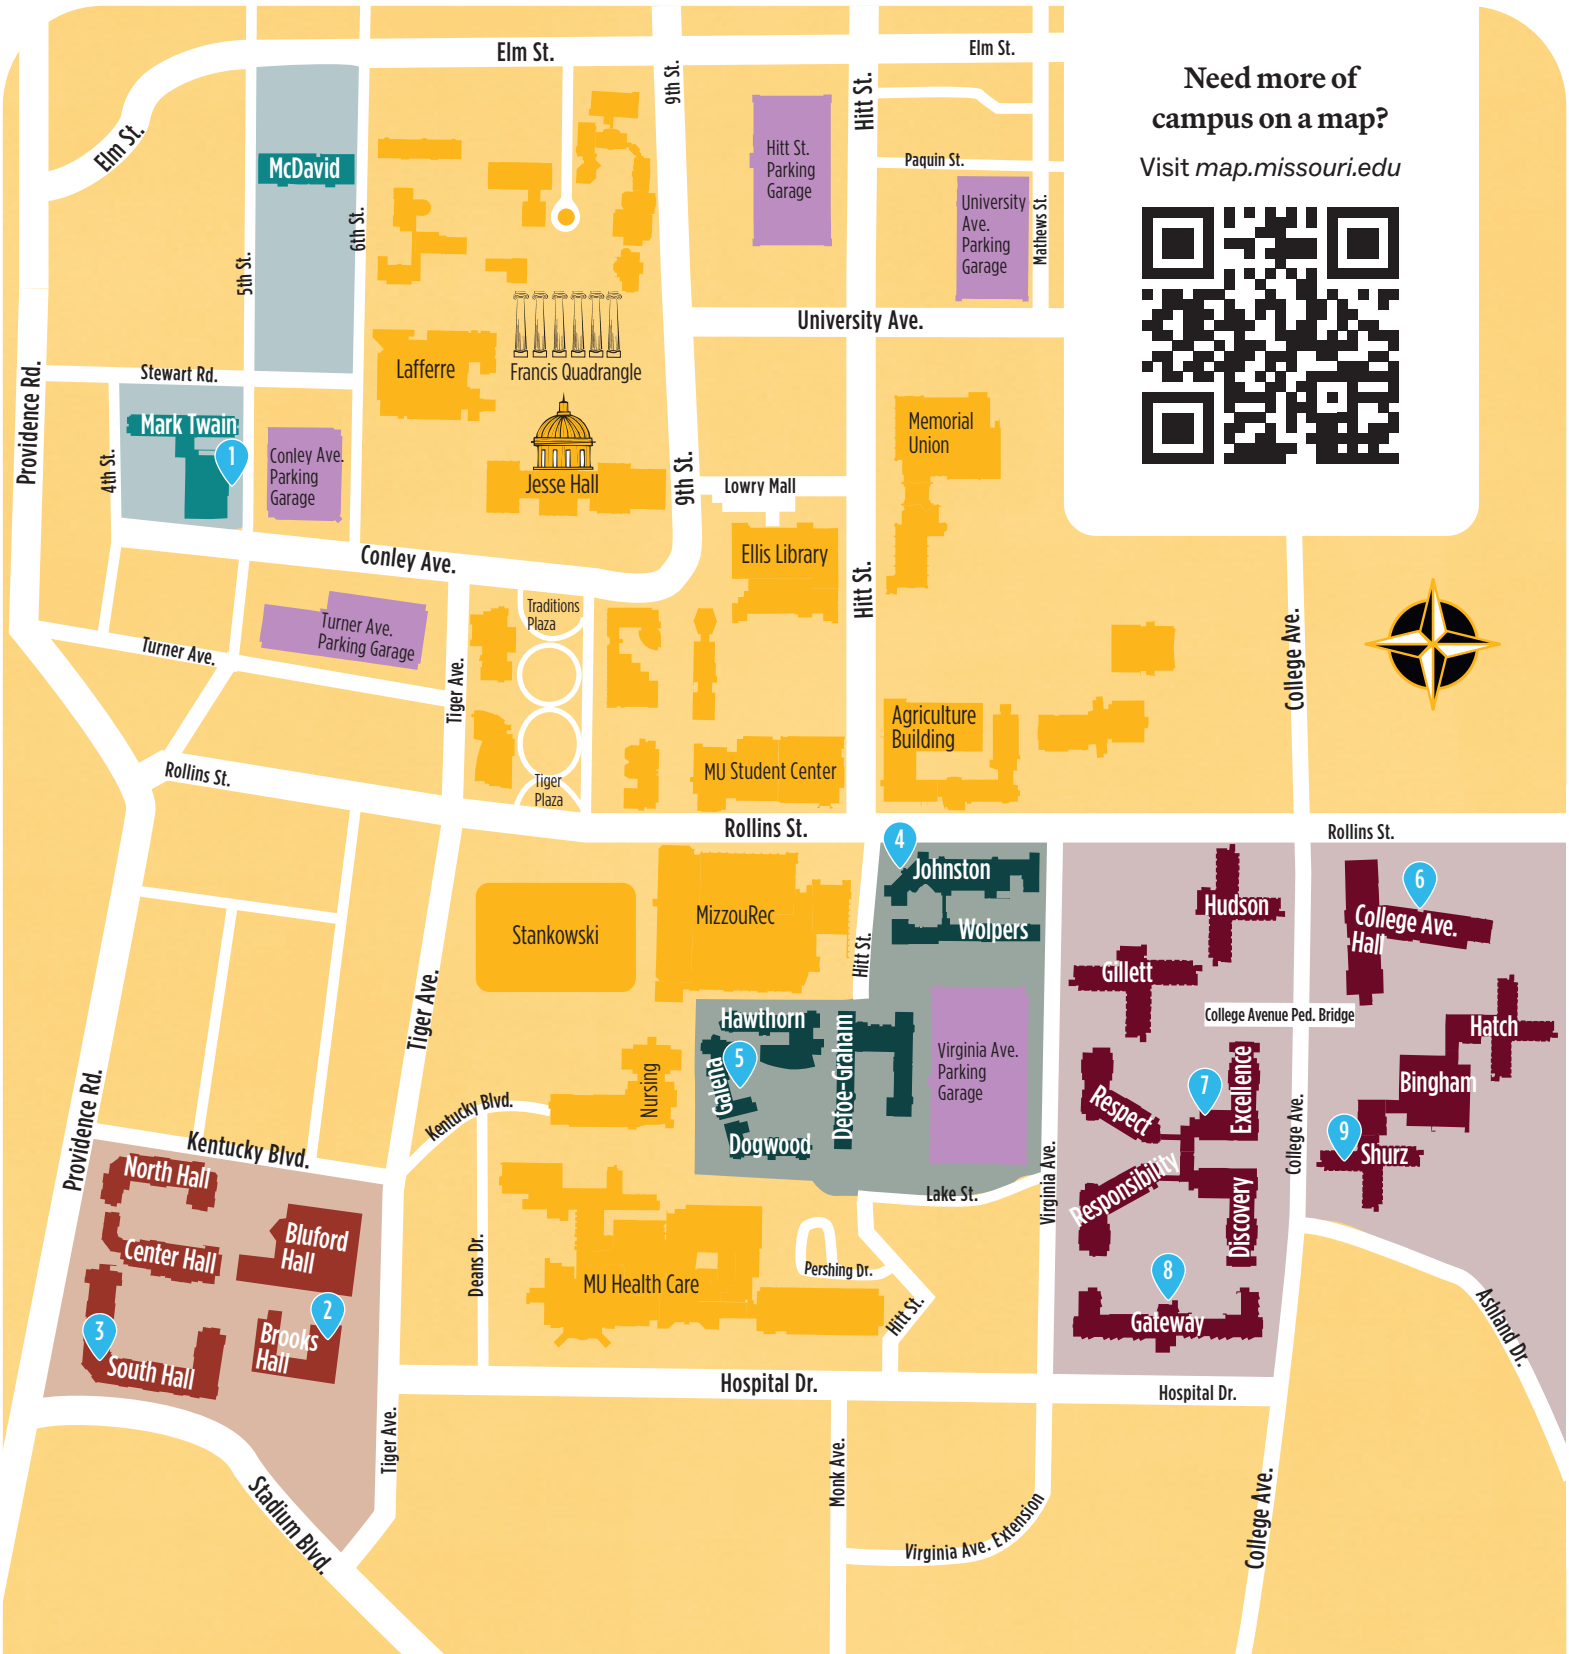 Elm St.
Elm St.
Elm St.
9th St.
Hitt St.
Need more of
campus on a map?
Visit map.missouri.edu
McDavid
Hitt St.
Parking
Garage
Paquin St.
University
Ave.
Parking
Garage
Mathews St.
5th St.
6th St.
University Ave.
Providence Rd.
Stewart Rd.
Lafferre
Francis Quadrangle
Mark Twain
1
4th St.
Conley Ave.
Parking
Garage
Jesse Hall
9th St.
Memorial
Union
Lowry Mall
Conley Ave.
Ellis Library
Hitt St.
Traditions
Plaza
Turner Ave.
Parking Garage
Turner Ave.
Tiger Ave.
College Ave.
Agriculture
Building
Rollins St.
Tiger
Plaza
MU Student Center
Rollins St.
Rollins St.
4
Johnston
Wolpers
Stankowski
MizzouRec
Hitt St.
Hudson
Gillett
6
College Ave.
Hall
College Avenue Ped. Bridge
Hatch
Bingham
Tiger Ave.
Hawthorn
5
Galena
Dogwood
Defoe-Graham
Virginia Ave.
Parking
Garage
Nursing
Kentucky Blvd.
Respect
7
Excellence
Responsibility
Discovery
College Ave.
9
Shurz
Providence Rd.
Kentucky Blvd.
North Hall
Center Hall
Bluford
Hall
2
Brooks
Hall
3
South Hall
Deans Dr.
MU Health Care
Lake St.
Virginia Ave.
Pershing Dr.
Hitt St.
8
Gateway
Ashland Dr.
Hospital Dr.
Hospital Dr.
Tiger Ave.
Stadium Blvd.
Monk Ave.
Virginia Ave. Extension
College Ave.